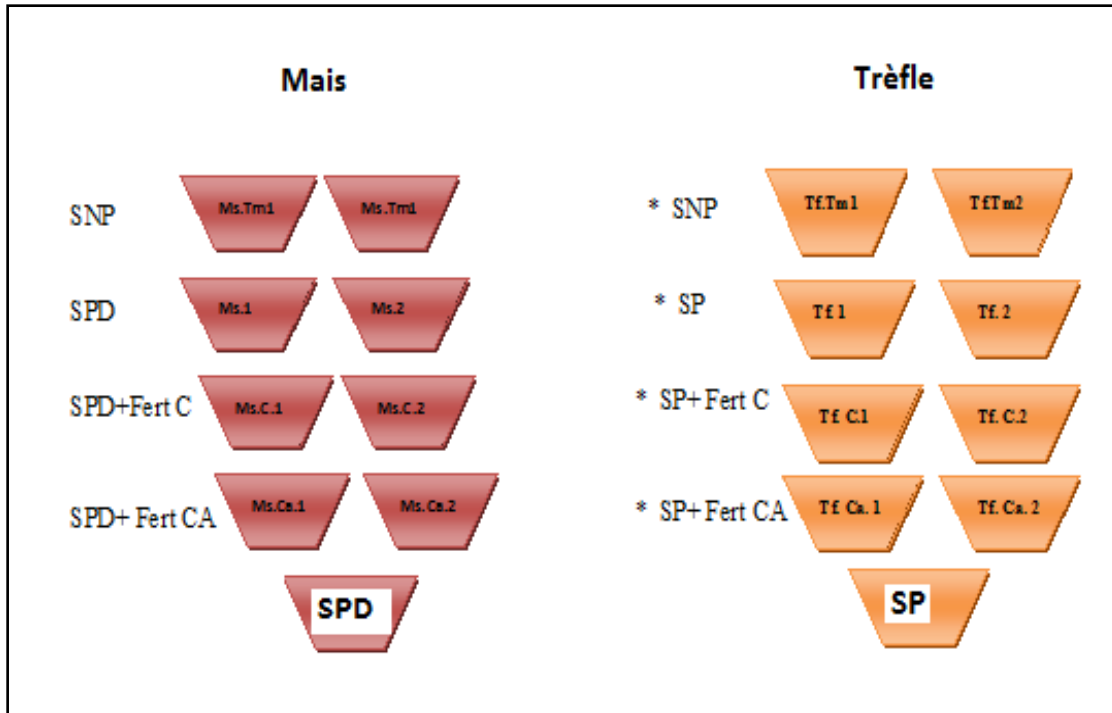 Mais Trèfle
SNP Ms.Tm1 Ms.Tm1 * SNP Tf.Tm1 Tf.Tm2
SPD Ms.1 Ms.2 * SP Tf. 1 Tf. 2
SPD+Fert C Ms.C.1 Ms.C.2 * SP+ Fert C Tf. C.1 Tf. C.2
SPD+ Fert CA Ms.Ca.1 Ms.Ca.2 * SP+ Fert CA Tf. Ca. 1 Tf. Ca. 2
SPD SP